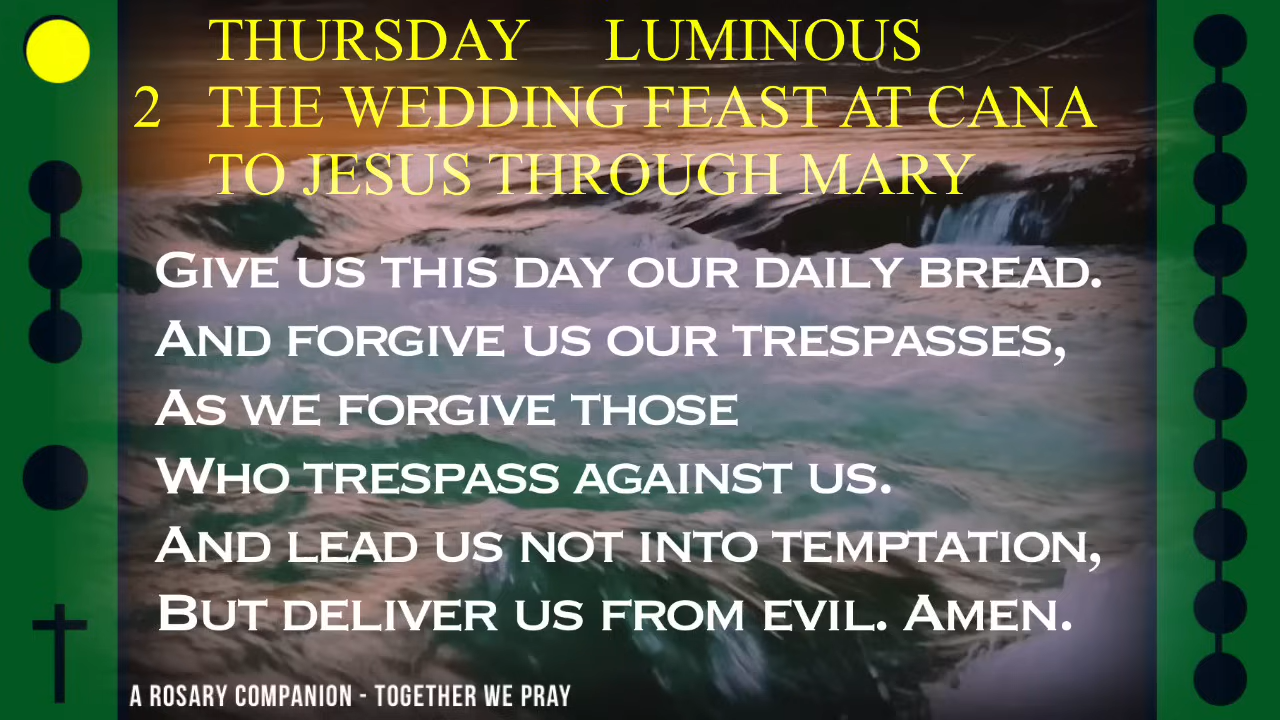 THURSDAY LUMINOUS
2 THE WEDDING FEAST AT CANA
TO JESUS THROUGH MARY
GIVE US THIS DAY OUR DAILY BREAD.
AND FORGIVE US OUR TRESPASSES,
AS WE FORGIVE THOSE
WHO TRESPASS AGAINST US.
AND LEAD US NOT INTO TEMPTATION,
BUT DELIVER US FROM EVIL. AMEN.
A ROSARY COMPANION - TOGETHER WE PRAY